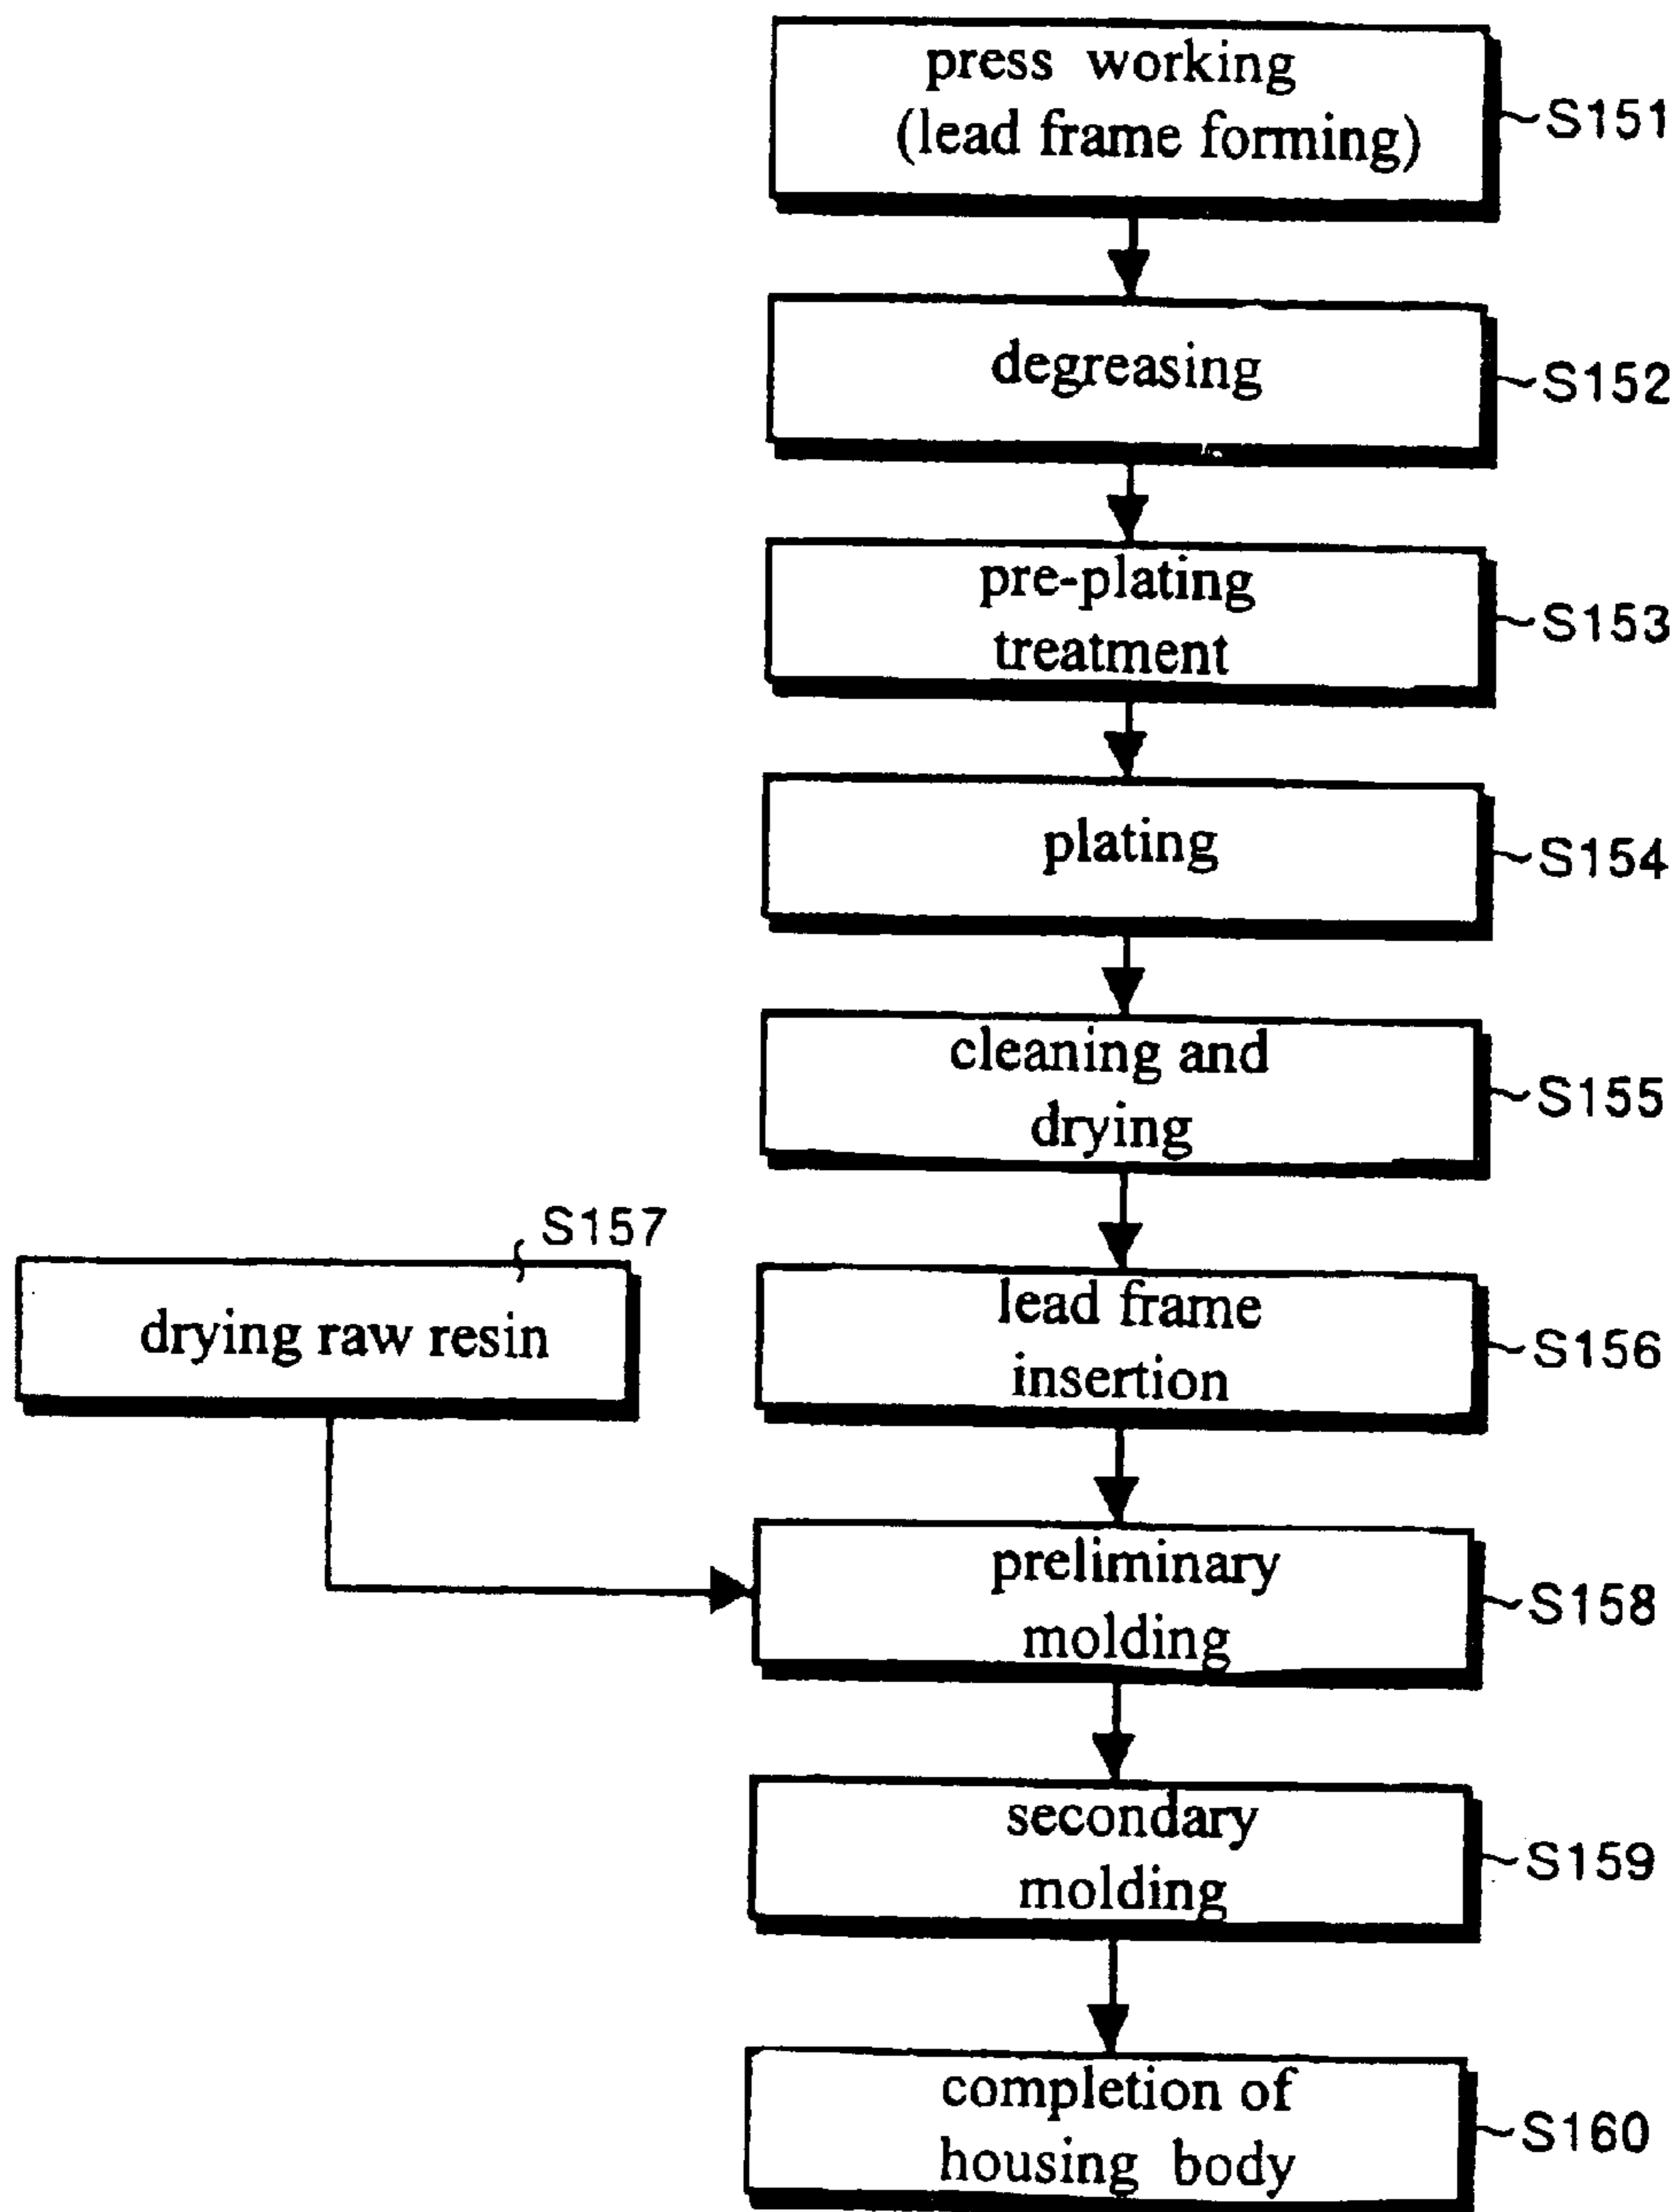 press working
(lead frame forming)
S151
degreasing
S152
pre-plating
treatment
S153
plating
S154
cleaning and
drying
S155
S157
drying raw resin
lead frame
insertion
S156
preliminary
molding
S158
secondary
molding
S159
completion of
housing body
S160